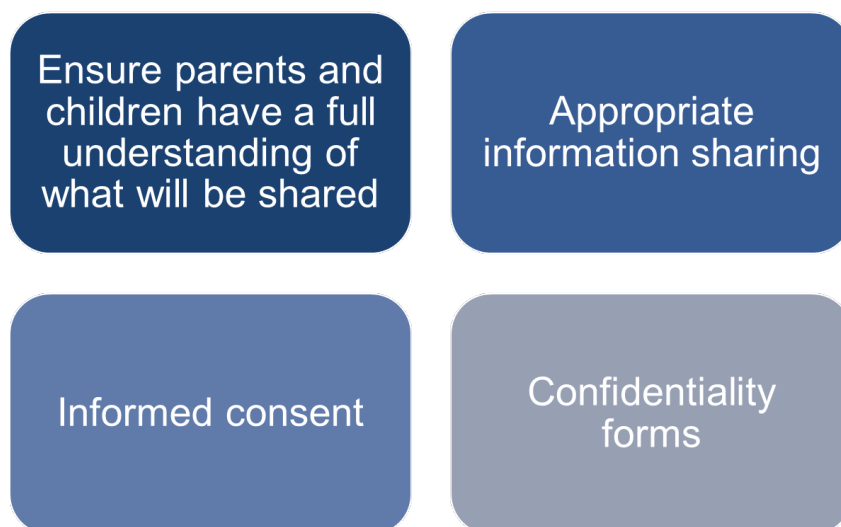 Ensure parents and
children have a full
understanding of
what will be shared
Appropriate
information sharing
Informed consent
Confidentiality
forms